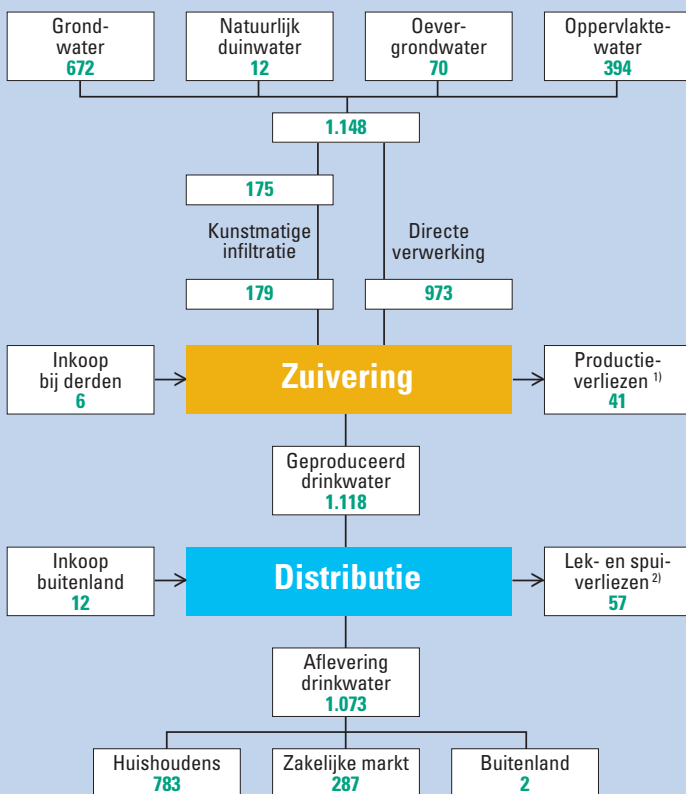 Grond-
water
672
Natuurlijk
duinwater
12
Oever-
grondwater
70
Oppervlakte-
water
394
1.148
175
Kunstmatige
infiltratie
Directe
verwerking
179
973
Inkoop
bij derden
6
Zuivering
Productie-
verliezen 1)
41
Geproduceerd
drinkwater
1.118
Inkoop
buitenland
12
Distributie
Lek- en spui-
verliezen 2)
57
Aflevering
drinkwater
1.073
Huishoudens
783
Zakelijke markt
287
Buitenland
2